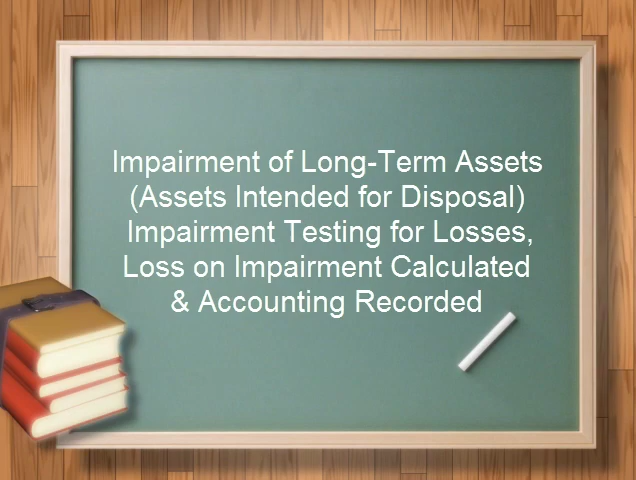 Impairment of Long-Term Assets
(Assets Intended for Disposal)
Impairment Testing for Losses,
Loss on Impairment Calculated
& Accounting Recorded